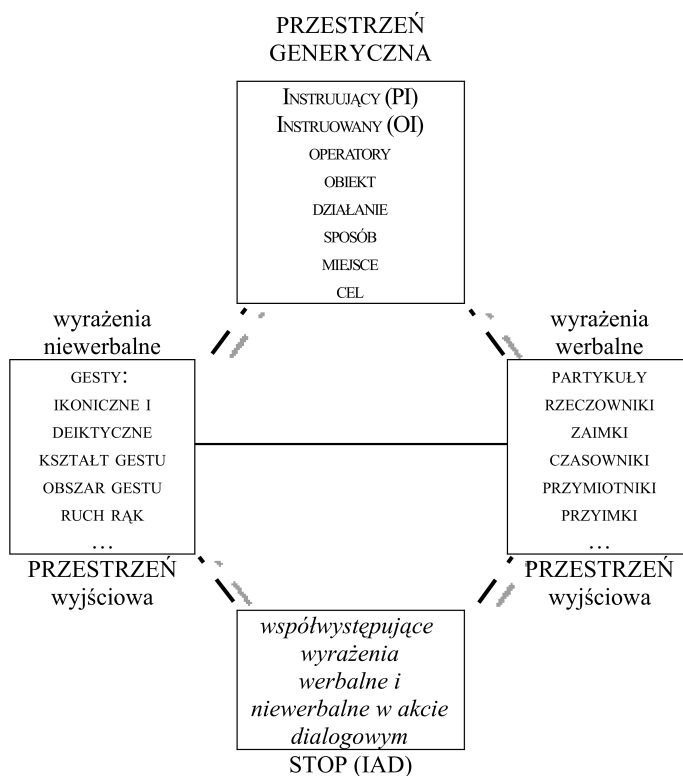 PRZESTRZEŃ
GENERYCZNA
INSTRUUJĄCY (PI)
INSTRUOWANY (OI)
OPERATORY
OBIEKT
DZIAŁANIE
SPOSÓB
MIEJSCE
CEL
wyrażenia
niewerbalne
GESTY:
IKONICZNE I
DEIKTYCZNE
KSZTAŁT GESTU
OBSZAR GESTU
RUCH RĄK
...
PRZESTRZEŃ
wyjściowa
wyrażenia
werbalne
PARTYKUŁY
RZECZOWNIKI
ZAIMKI
CZASOWNIKI
PRZYMIOTNIKI
PRZYIMKI
...
PRZESTRZEŃ
wyjściowa
współwystępujące
wyrażenia
werbalne i
niewerbalne w akcie
dialogowym
STOP (IAD)